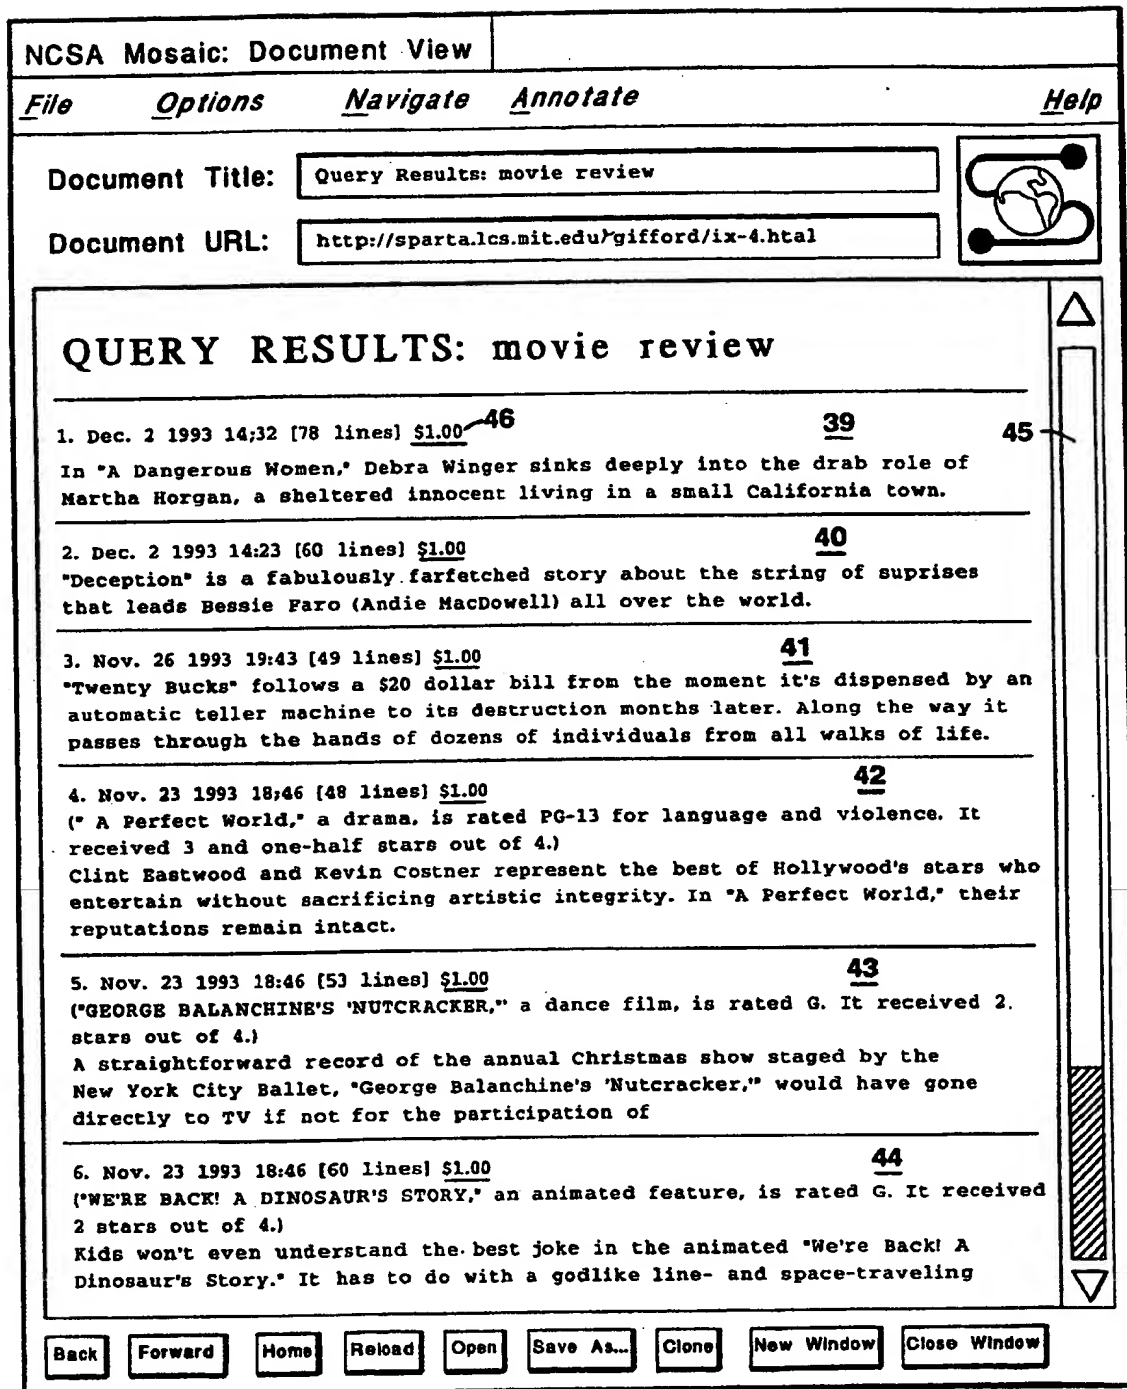 NCSA Mosaic: Document View
File Options Navigate Annotate Help
Document Title: Query Results: movie review
Document URL: http://sparta.lcs.mit.edu/~gifford/ix-4.htal
QUERY RESULTS: movie review
1. Dec. 2 1993 14;32 [78 lines] $1.00 46 39 45
In "A Dangerous Women," Debra Winger sinks deeply into the drab role of
Martha Horgan, a sheltered innocent living in a small California town.
2. Dec. 2 1993 14:23 [60 lines] $1.00 40
"Deception" is a fabulously farfetched story about the string of suprises
that leads Bessie Faro (Andie MacDowell) all over the world.
3. Nov. 26 1993 19:43 [49 lines] $1.00 41
"Twenty Bucks" follows a $20 dollar bill from the moment it's dispensed by an
automatic teller machine to its destruction months later. Along the way it
passes through the hands of dozens of individuals from all walks of life.
4. Nov. 23 1993 18;46 [48 lines] $1.00 42
(" A Perfect World," a drama, is rated PG-13 for language and violence. It
received 3 and one-half stars out of 4.)
Clint Eastwood and Kevin Costner represent the best of Hollywood's stars who
entertain without sacrificing artistic integrity. In "A Perfect World," their
reputations remain intact.
5. Nov. 23 1993 18:46 [53 lines] $1.00 43
("GEORGE BALANCHINE'S 'NUTCRACKER,'" a dance film, is rated G. It received 2.
stars out of 4.)
A straightforward record of the annual Christmas show staged by the
New York City Ballet, "George Balanchine's 'Nutcracker,'" would have gone
directly to TV if not for the participation of
6. Nov. 23 1993 18:46 [60 lines] $1.00 44
("WE'RE BACK! A DINOSAUR'S STORY," an animated feature, is rated G. It received
2 stars out of 4.)
Kids won't even understand the best joke in the animated "We're Back! A
Dinosaur's Story." It has to do with a godlike line- and space-traveling
Back Forward Home Reload Open Save As... Clone New Window Close Window